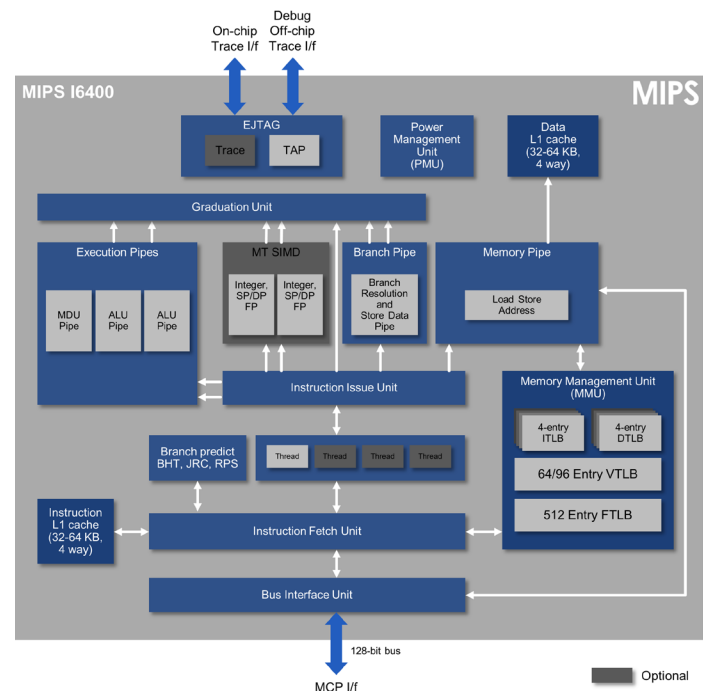 On-chip
Trace I/f
Debug
Off-chip
Trace I/f
MIPS I6400
MIPS
EJTAG
Trace
TAP
Power
Management
Unit
(PMU)
Data
L1 cache
(32-64 KB,
4 way)
Graduation Unit
Execution Pipes
MDU
Pipe
ALU
Pipe
ALU
Pipe
MT SIMD
Integer,
SP/DP
FP
Integer,
SP/DP
FP
Branch Pipe
Branch
Resolution
and
Store Data
Pipe
Memory Pipe
Load Store
Address
Instruction Issue Unit
Memory Management Unit
(MMU)
4-entry
ITLB
4-entry
DTLB
64/96 Entry VTLB
512 Entry FTLB
Branch predict
BHT, JRC, RPS
Thread
Thread
Thread
Thread
Instruction
L1 cache
(32-64 KB,
4 way)
Instruction Fetch Unit
Bus Interface Unit
128-bit bus
MCP I/f
Optional